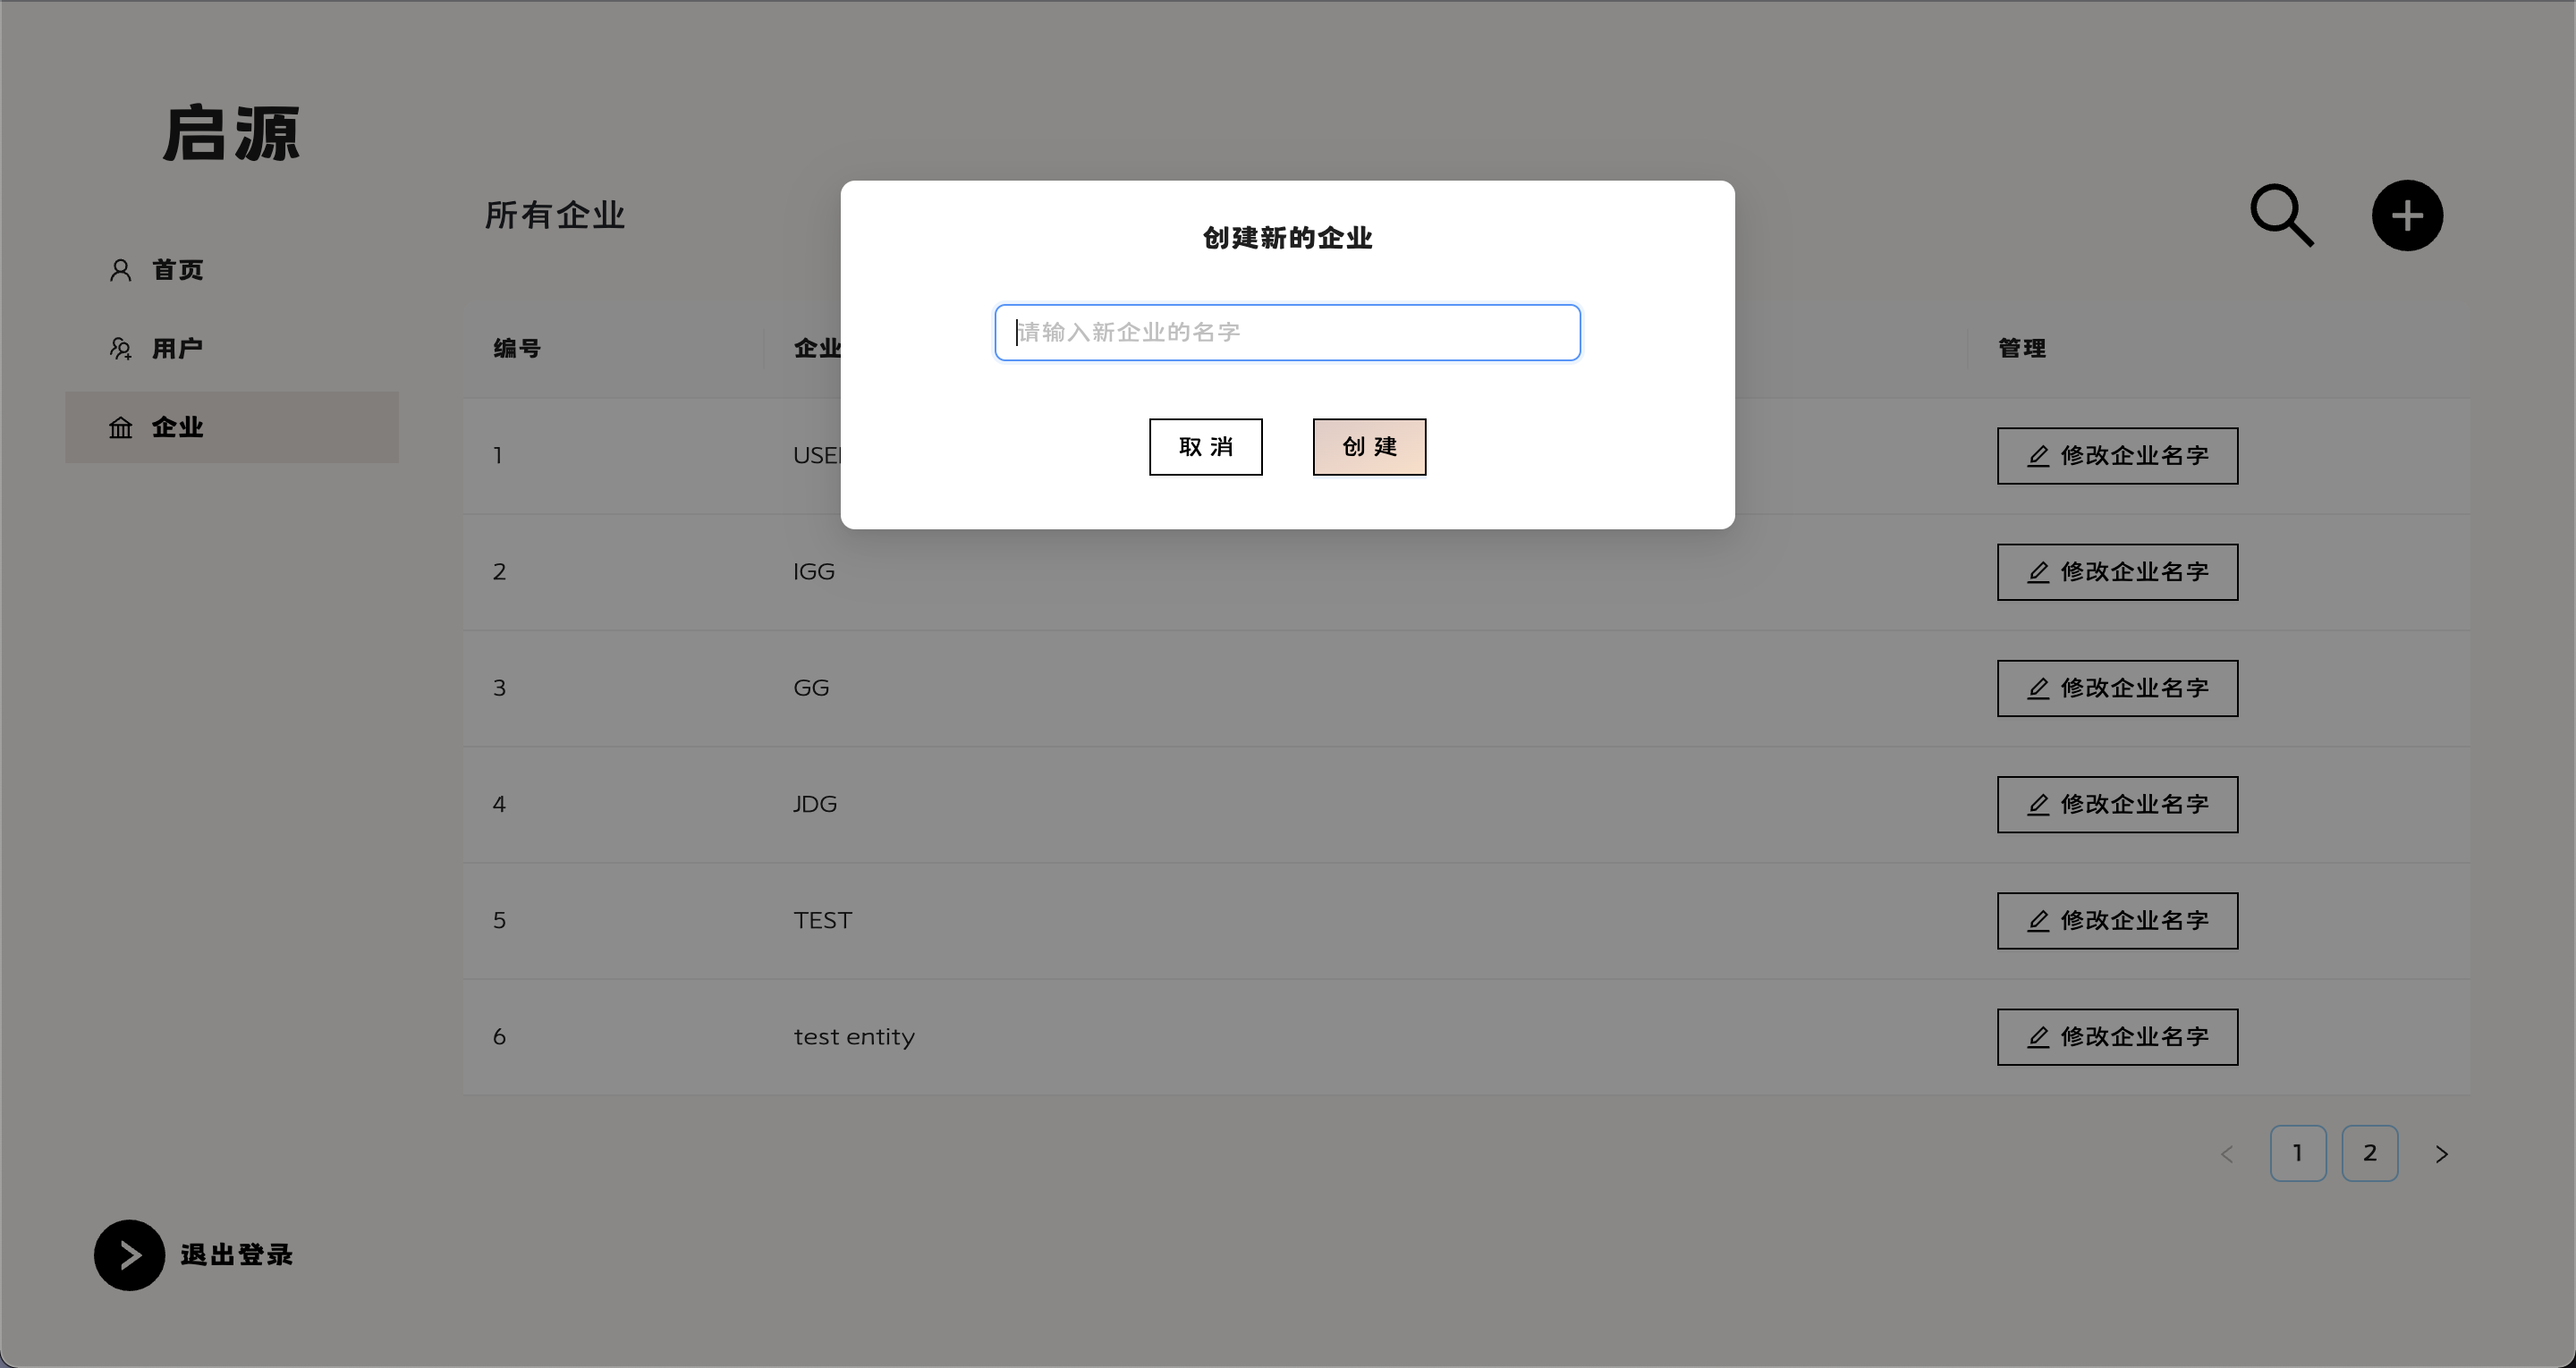 启源
首页
用户
企业
退出登录
所有企业
创建新的企业
请输入新企业的名字
取消 创建
编号 企业 管理
1 修改企业名字
2 IGG 修改企业名字
3 GG 修改企业名字
4 JDG 修改企业名字
5 TEST 修改企业名字
6 test entity 修改企业名字
1 2